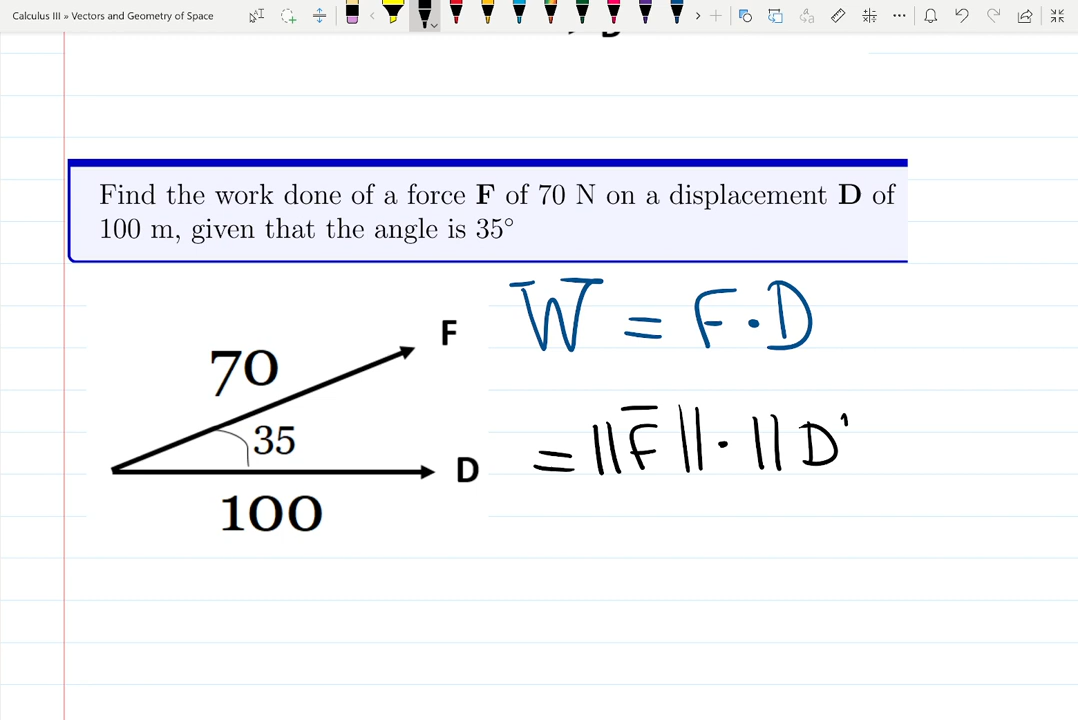 Calculus III » Vectors and Geometry of Space
Find the work done of a force F of 70 N on a displacement D of
100 m, given that the angle is 35°
W = F · D
F
70
35
= ||F|| · ||D
D
100